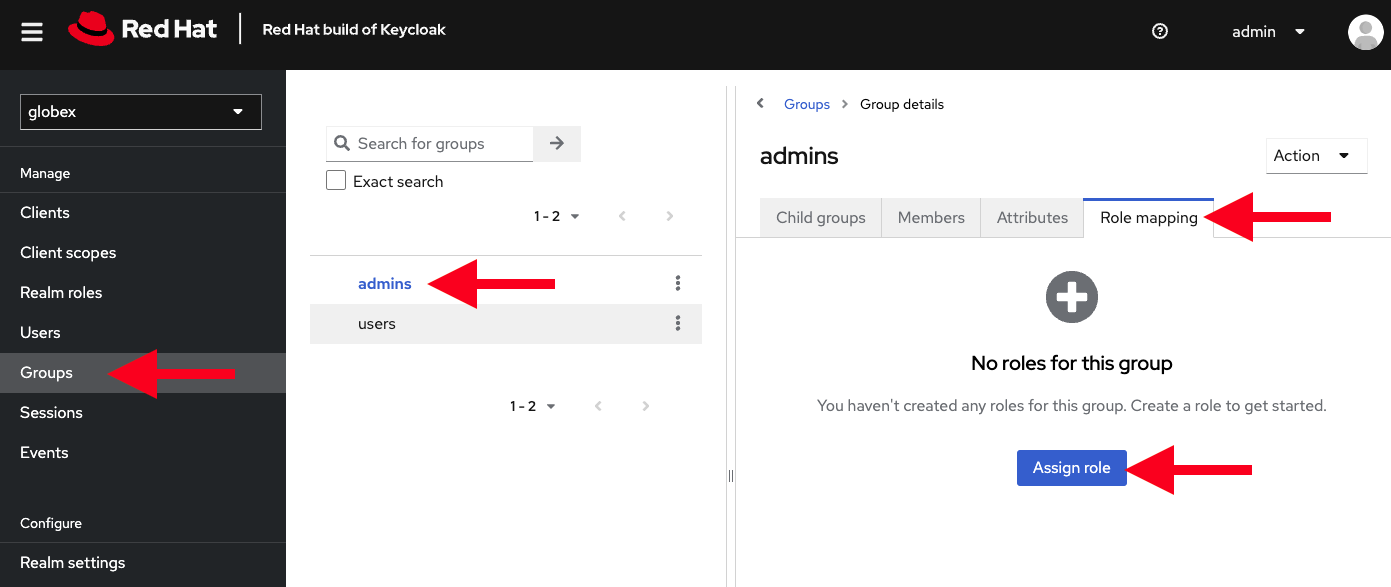 Red Hat
Red Hat build of Keycloak
admin
globex
Manage
Clients
Client scopes
Realm roles
Users
Groups
Sessions
Events
Configure
Realm settings
Search for groups
Exact search
1 - 2
admins
users
1 - 2
Groups
Group details
admins
Action
Child groups
Members
Attributes
Role mapping
No roles for this group
You haven't created any roles for this group. Create a role to get started.
Assign role